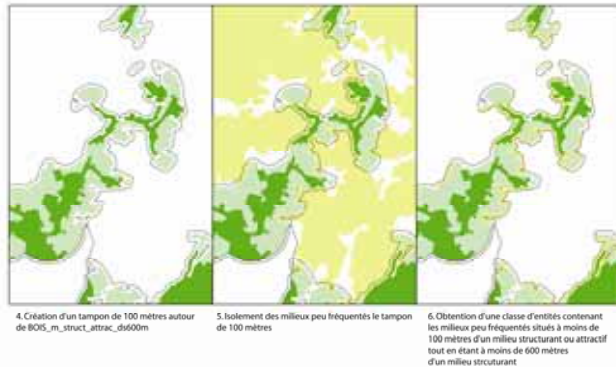 4. Création d'un tampon de 100 mètres autour
de BOIS_m_struct_attrac_ds600m
5. Isolement des milieux peu fréquentés le tampon
de 100 mètres
6. Obtention d'une classe d'entités contenant
les milieux peu fréquentés situés à moins de
100 mètres d'un milieu structurant ou attractif
tout en étant à moins de 600 mètres
d'un milieu strcuturant